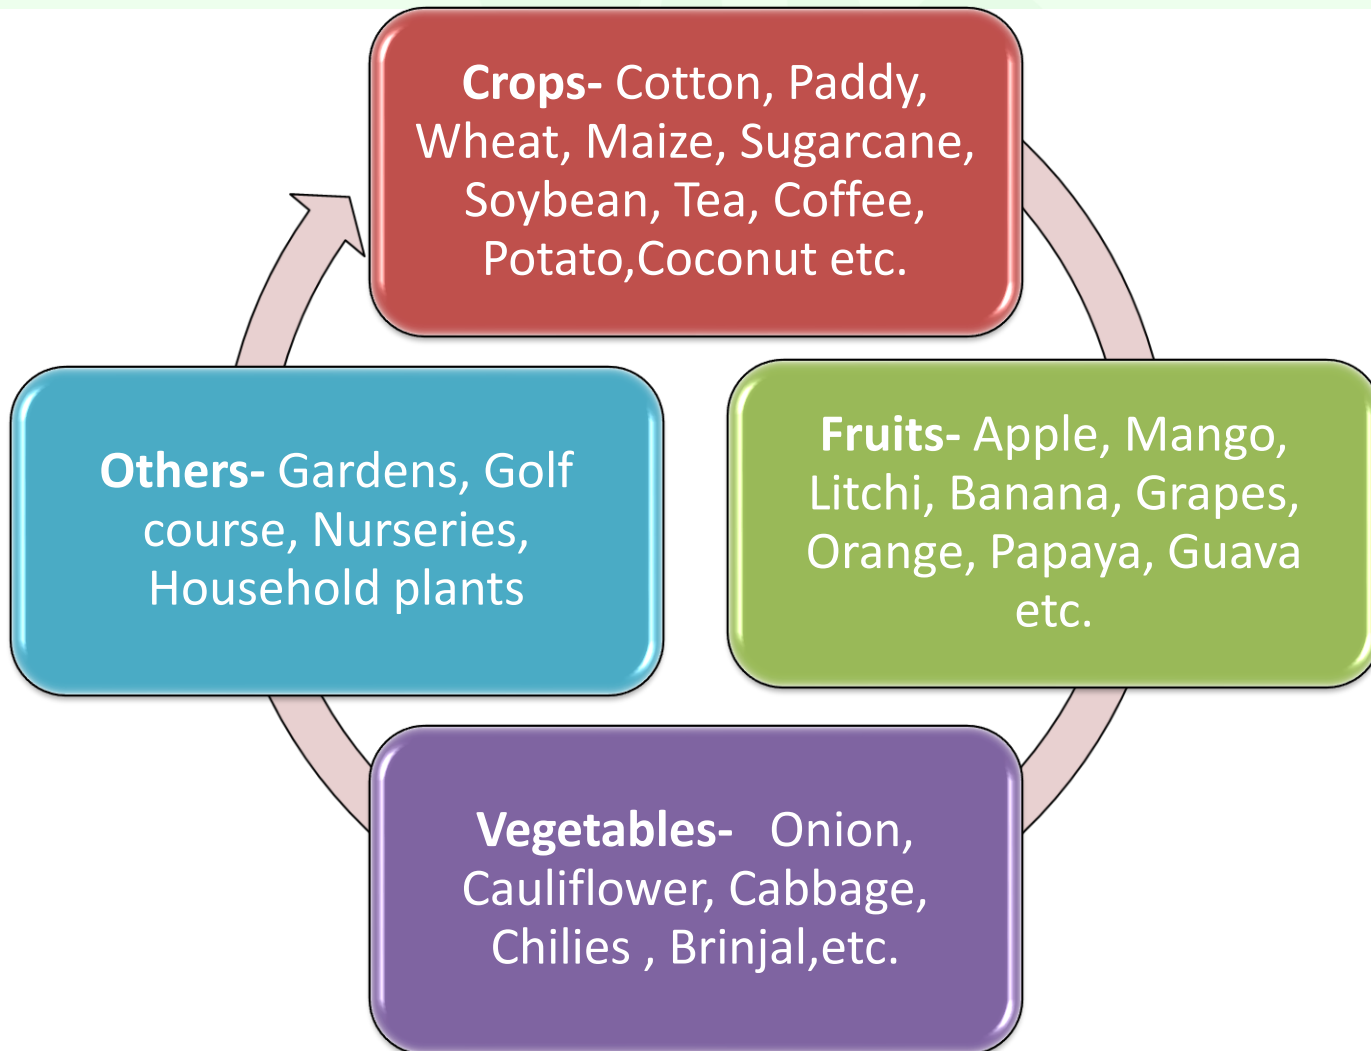 Crops- Cotton, Paddy,
Wheat, Maize, Sugarcane,
Soybean, Tea, Coffee,
Potato,Coconut etc.
Others- Gardens, Golf
course, Nurseries,
Household plants
Fruits- Apple, Mango,
Litchi, Banana, Grapes,
Orange, Papaya, Guava
etc.
Vegetables-   Onion,
Cauliflower, Cabbage,
Chilies , Brinjal,etc.